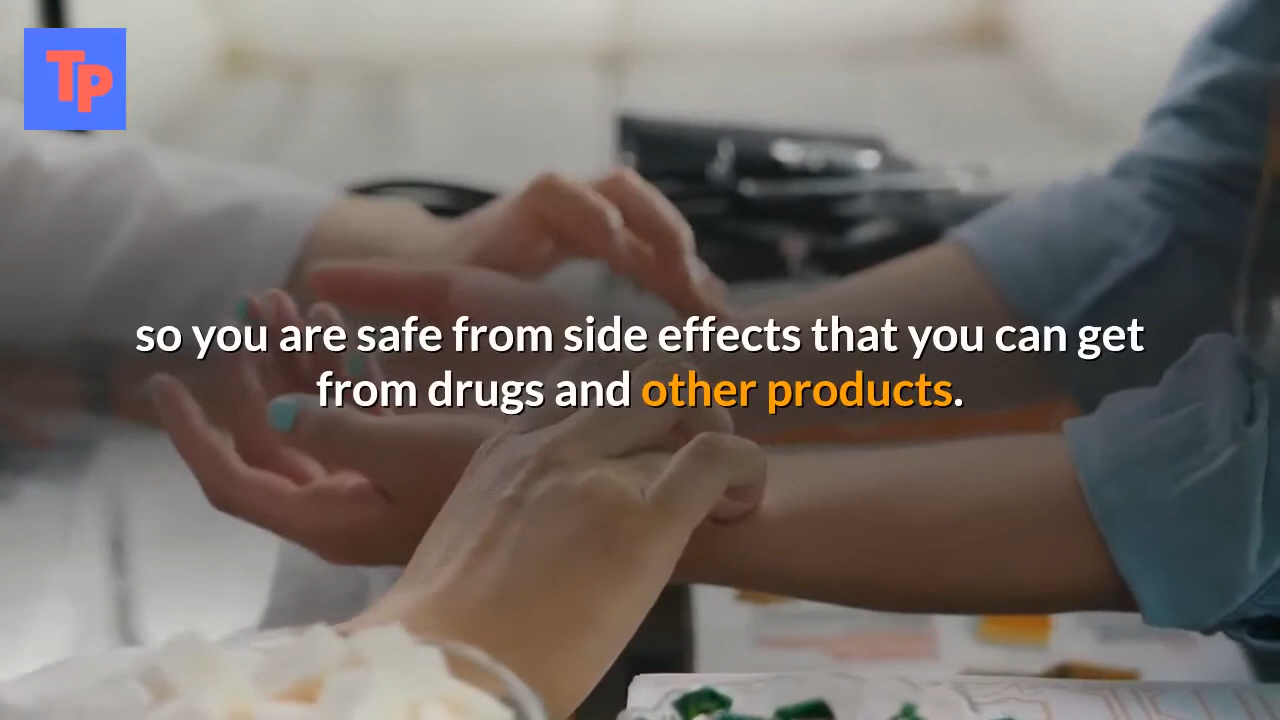 TP
so you are safe from side effects that you can get
from drugs and other products.